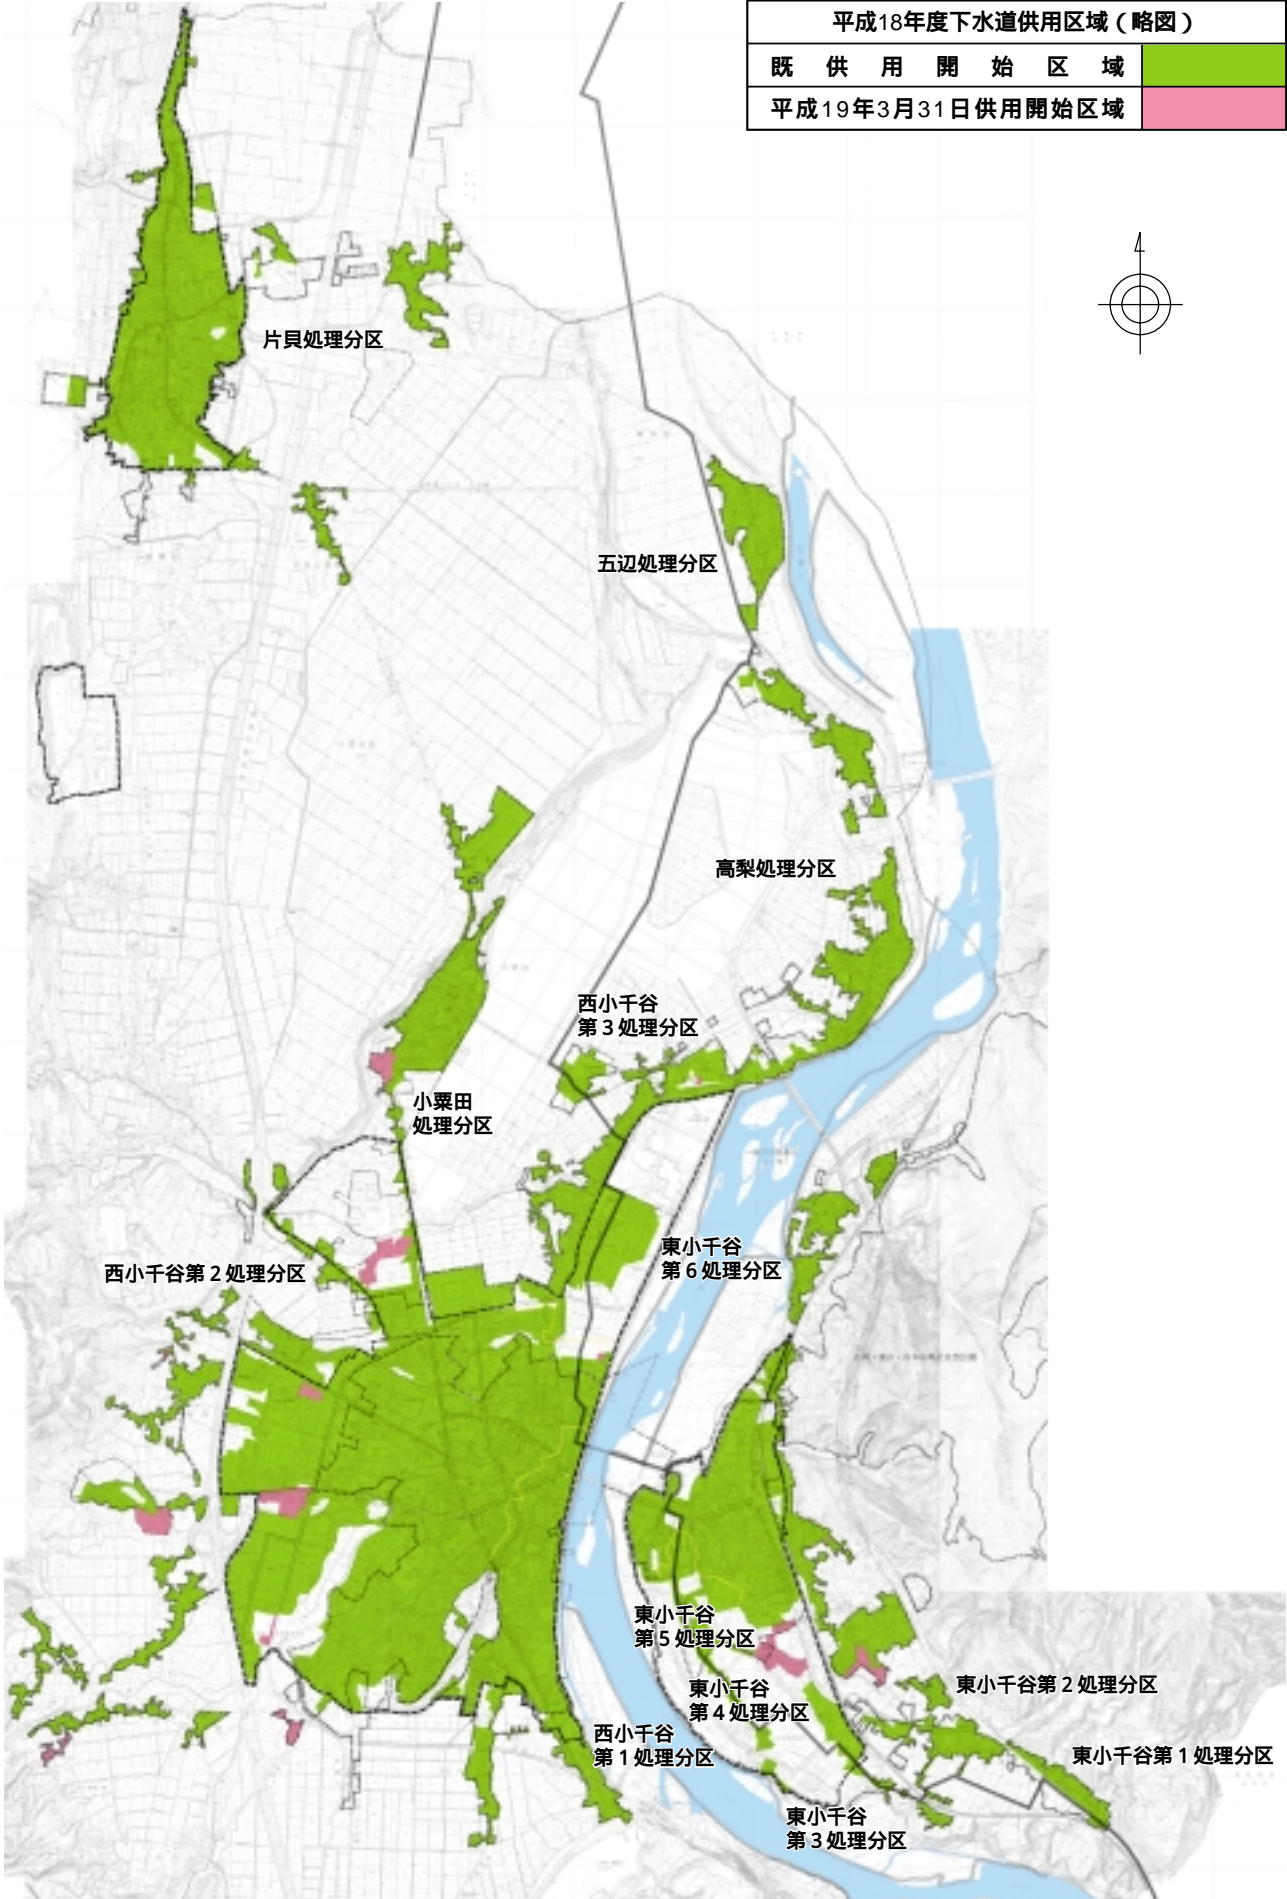 平成18年度下水道供用区域（略図）
既供用開始区域
平成19年3月31日供用開始区域
片貝処理分区
五辺処理分区
高梨処理分区
西小千谷
第３処理分区
小粟田
処理分区
東小千谷
第６処理分区
西小千谷第２処理分区
東小千谷
第５処理分区
東小千谷第２処理分区
東小千谷
第４処理分区
西小千谷
第１処理分区
東小千谷第１処理分区
東小千谷
第３処理分区